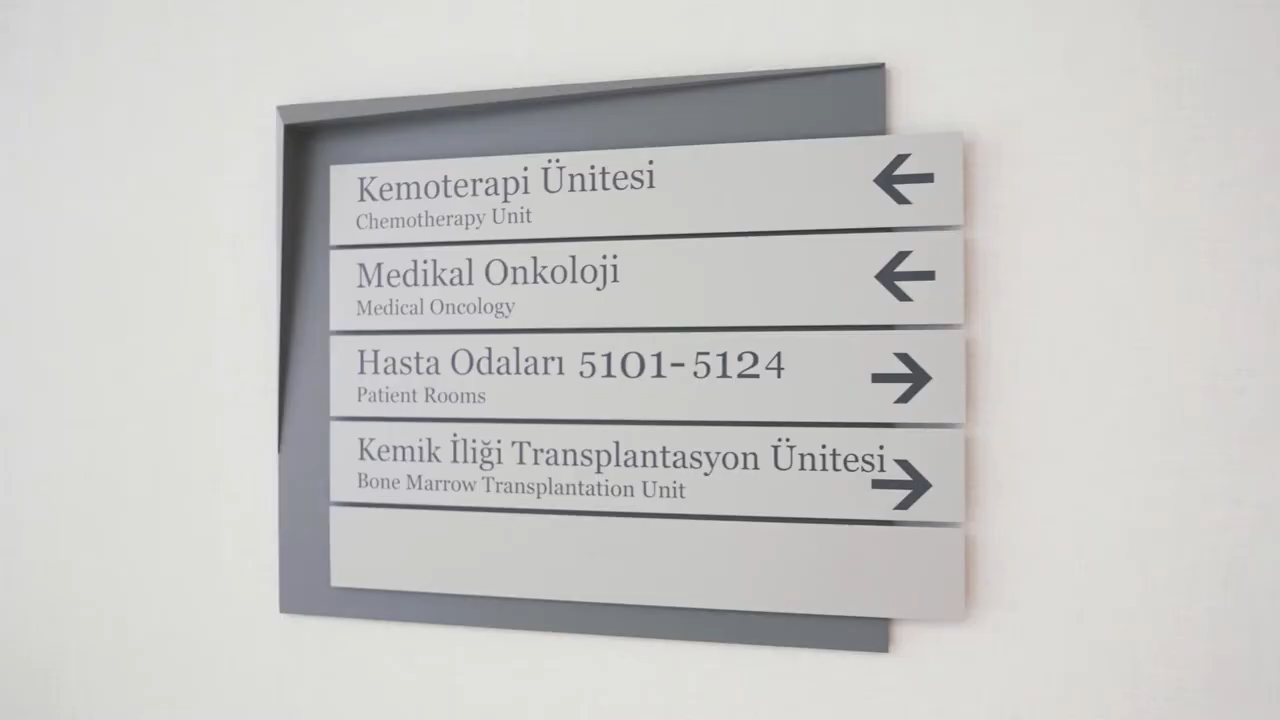 Kemoterapi Ünitesi
Chemotherapy Unit
Medikal Onkoloji
Medical Oncology
Hasta Odaları 5101-5124
Patient Rooms
Kemik İliği Transplantasyon Ünitesi
Bone Marrow Transplantation Unit